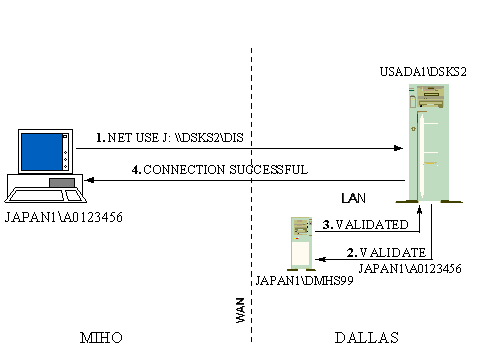 USADA1\DSKS2
1. NET USE J: \\DSKS2\DIS
4. CONNECTION SUCCESSFUL
LAN
JAPAN1\A0123456
3. VALIDATED
2. VALIDATE
JAPAN1\A0123456
JAPAN1\DMHS99
WAN
MIHO
DALLAS